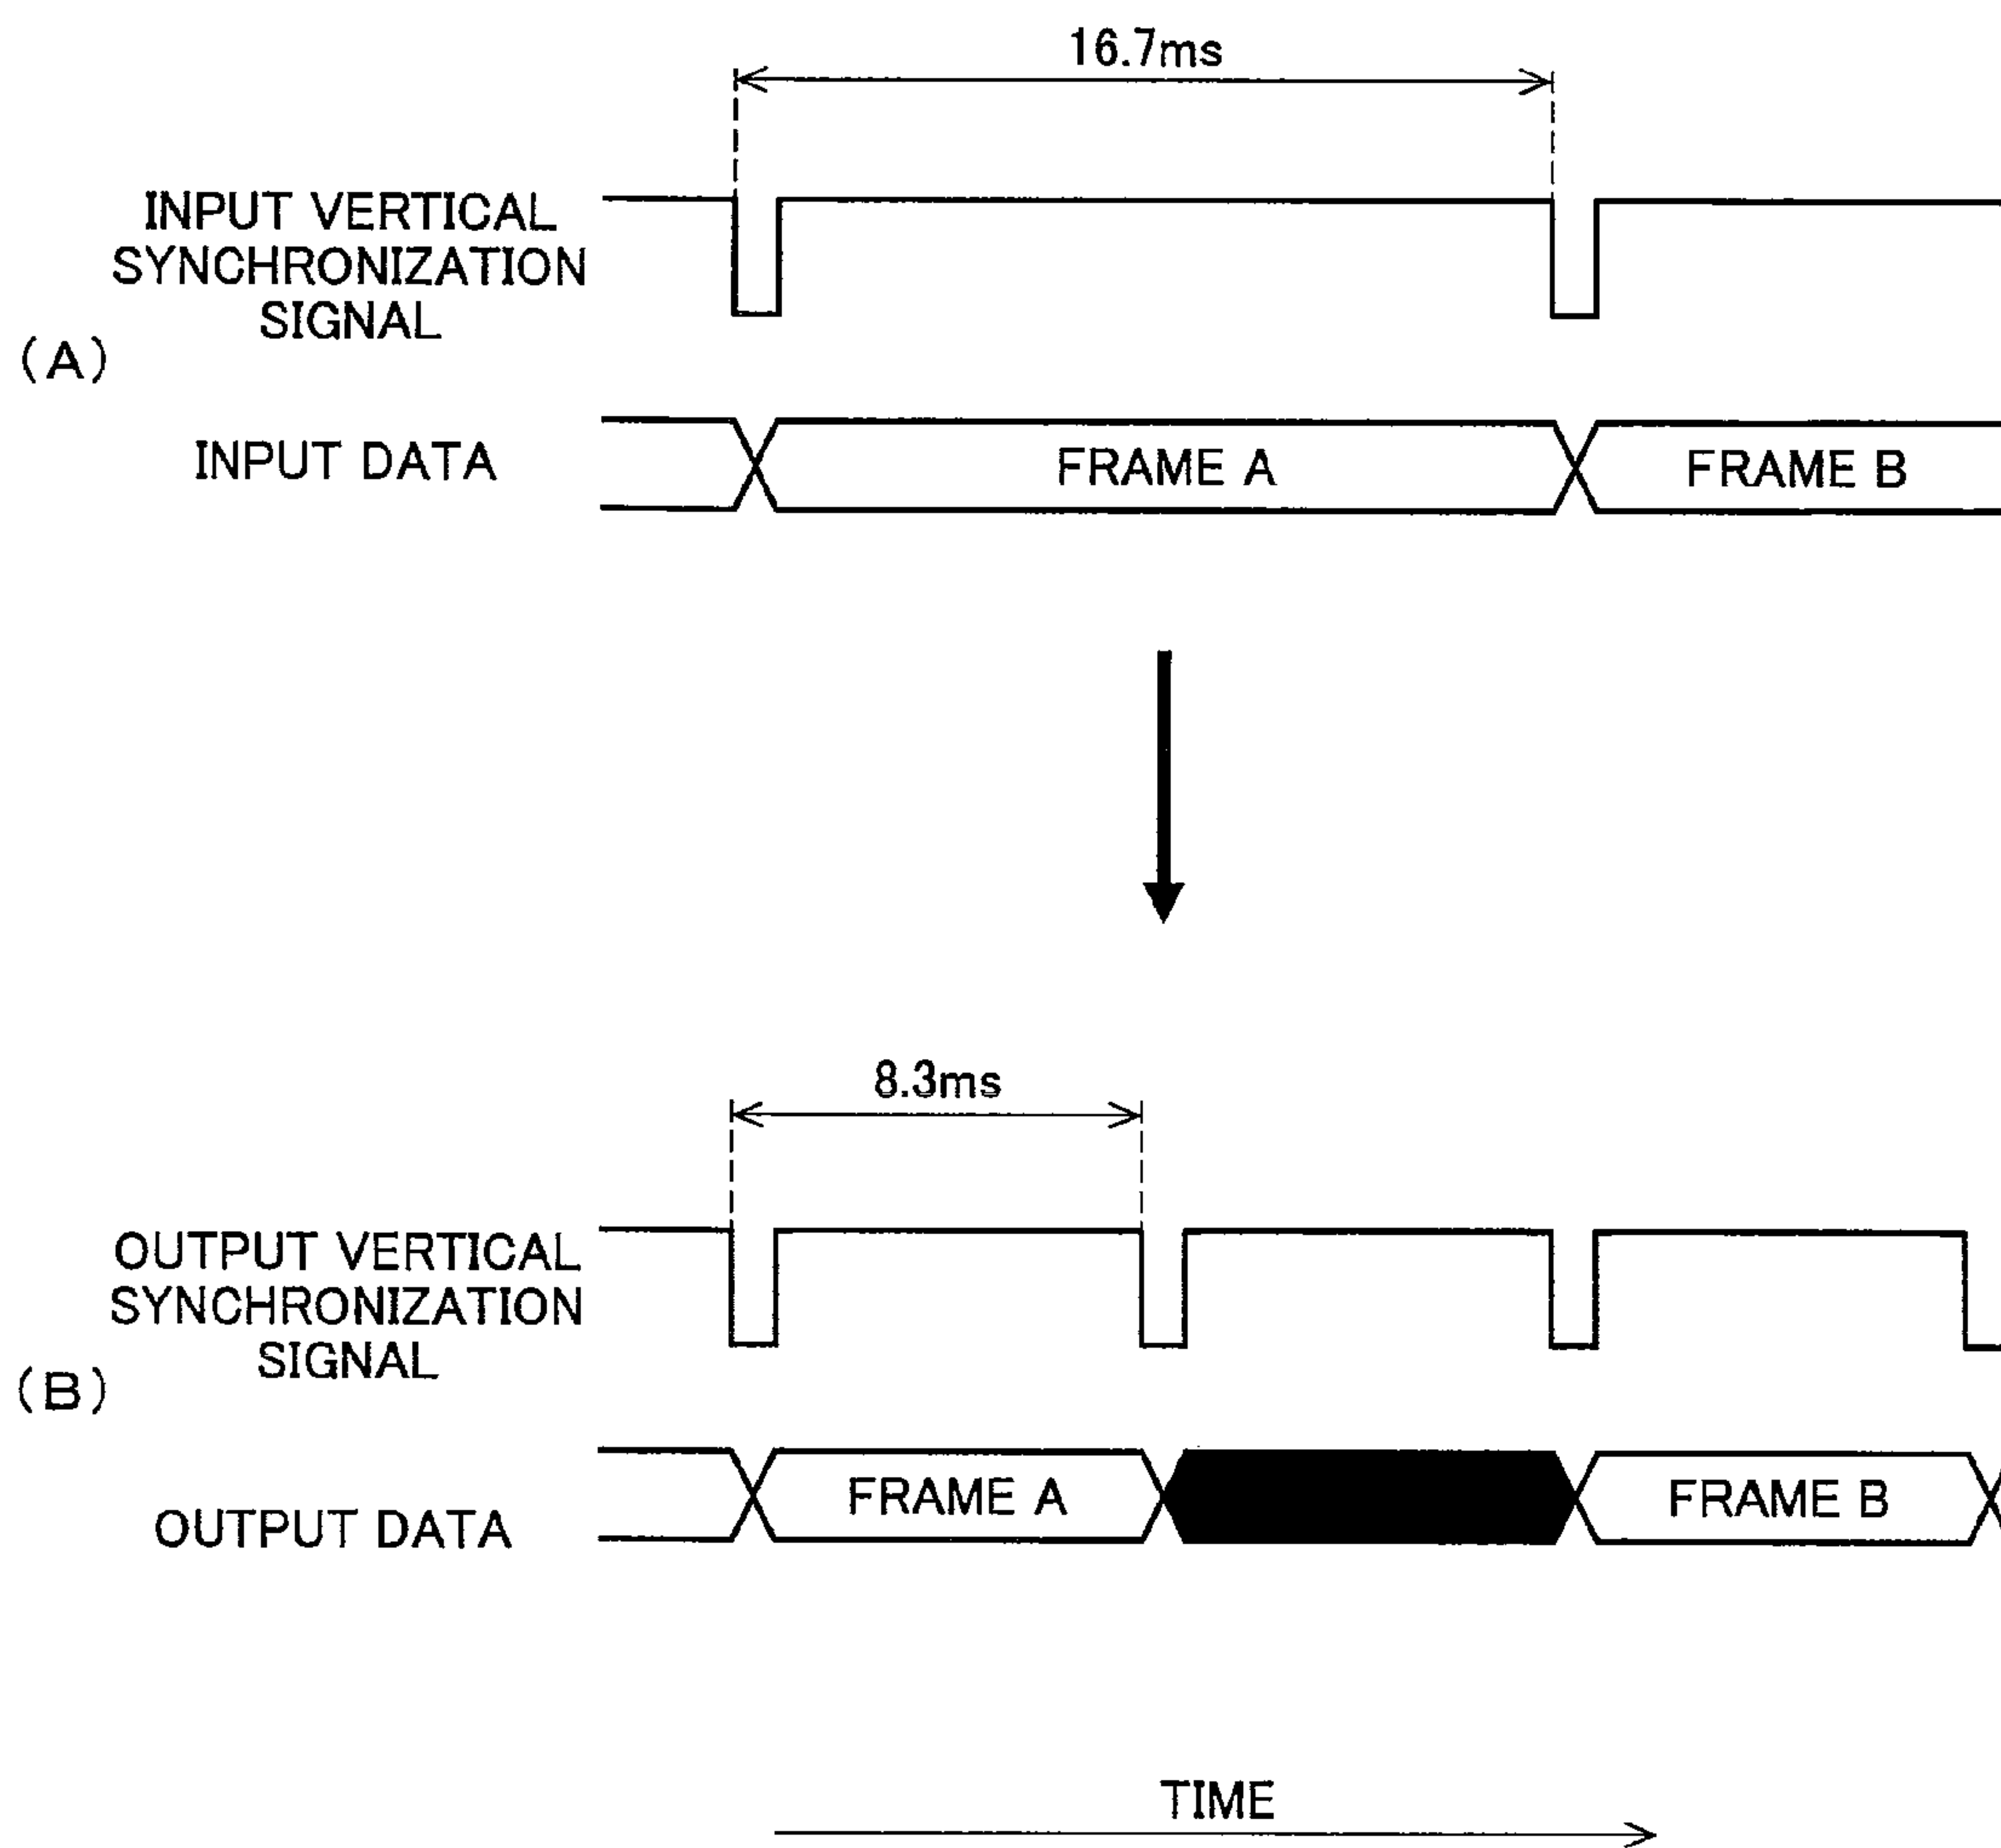 16.7ms
INPUT VERTICAL
SYNCHRONIZATION
SIGNAL
(A)
INPUT DATA
FRAME A
FRAME B
8.3ms
OUTPUT VERTICAL
SYNCHRONIZATION
SIGNAL
(B)
OUTPUT DATA
FRAME A
FRAME B
TIME